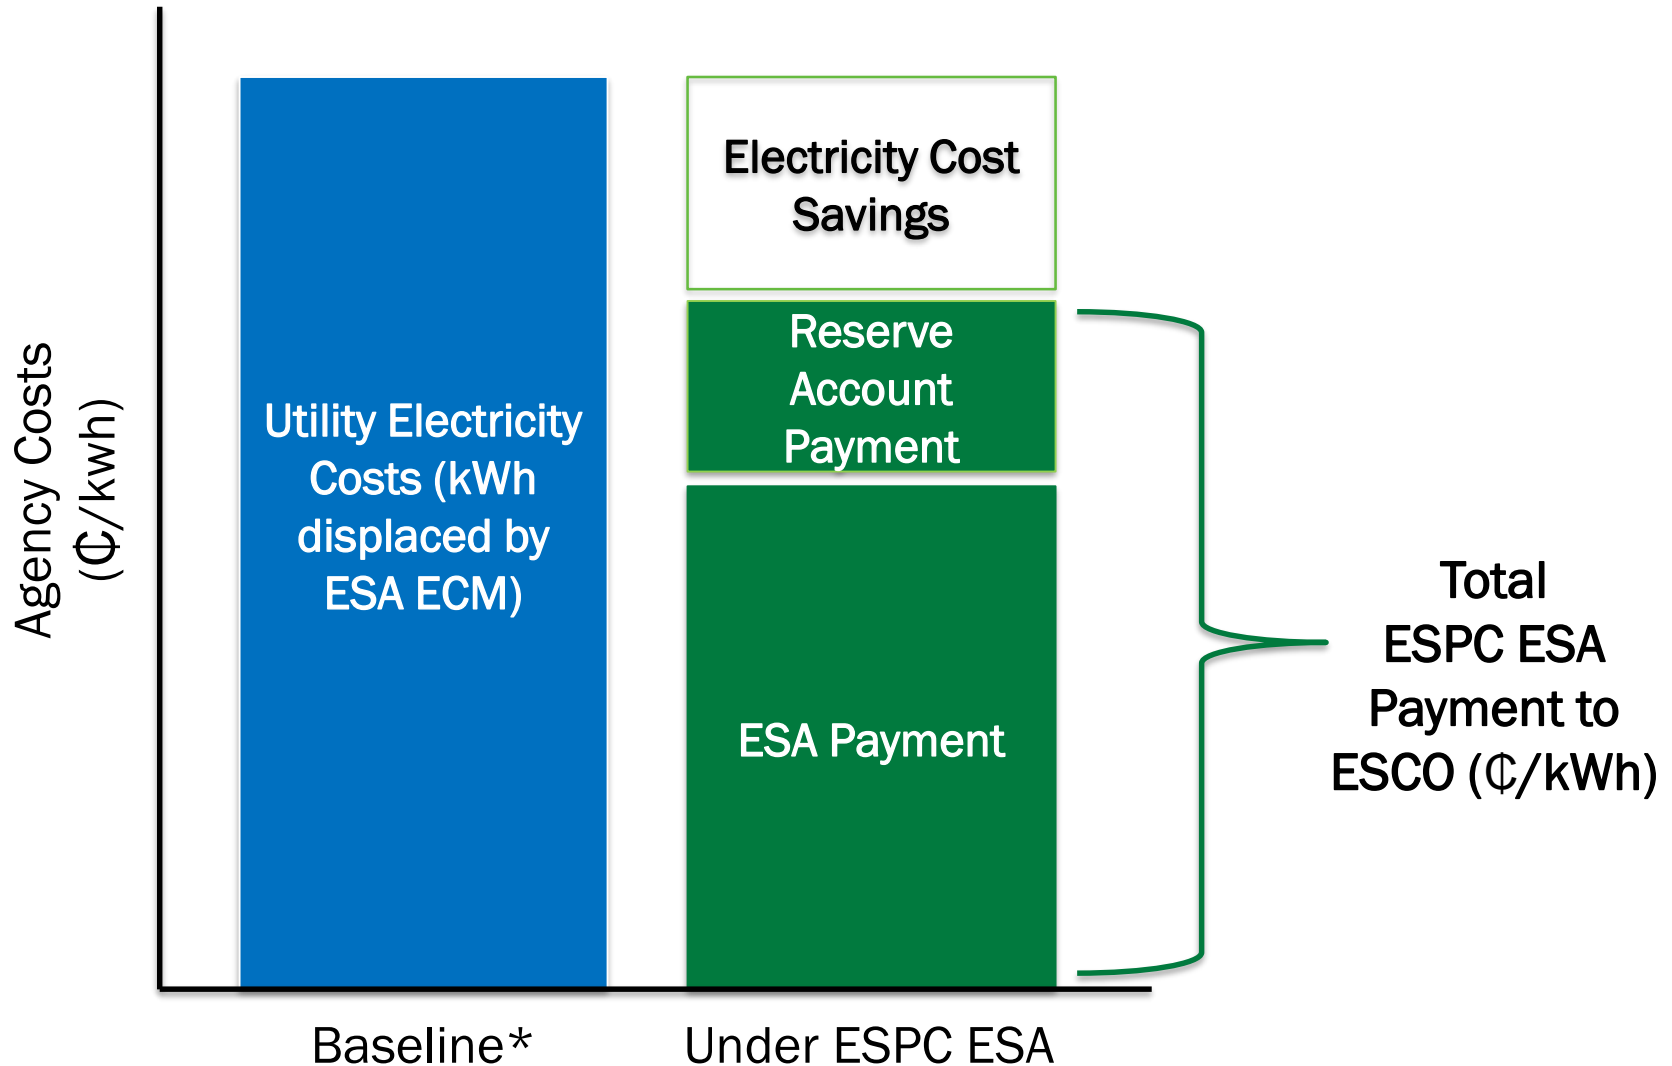 Agency Costs
(₵/kwh)
Utility Electricity
Costs (kWh
displaced by
ESA ECM)
Electricity Cost
Savings
Reserve
Account
Payment
ESA Payment
Total
ESPC ESA
Payment to
ESCO (₵/kWh)
Baseline*
Under ESPC ESA